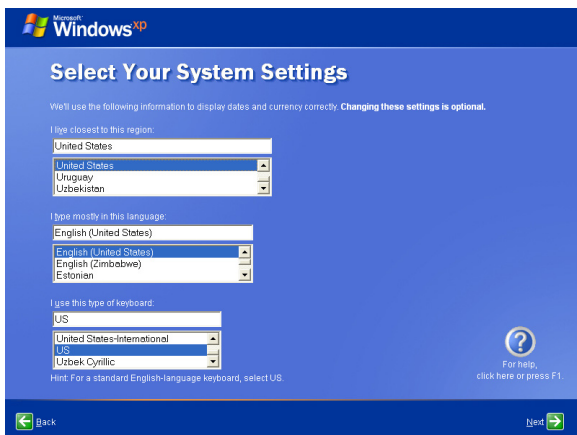 Microsoft
Windows xp
Select Your System Settings
We'll use the following information to display dates and currency correctly. Changing these settings is optional.
I live closest to this region:
United States
United States
Uruguay
Uzbekistan
I type mostly in this language:
English (United States)
English (United States)
English (Zimbabwe)
Estonian
I use this type of keyboard:
US
United States-International
US
Uzbek Cyrillic
Hint: For a standard English-language keyboard, select US.
For help,
click here or press F1.
Back
Next